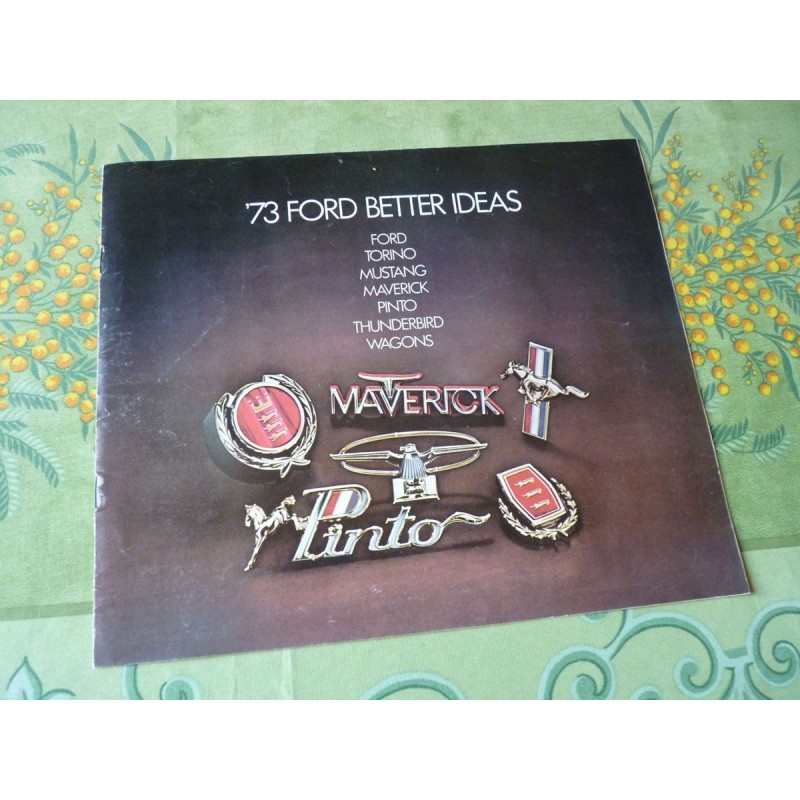 '73 FORD BETTER IDEAS
FORD
TORINO
MUSTANG
MAVERICK
PINTO
THUNDERBIRD
WAGONS
MAVERICK
Pinto